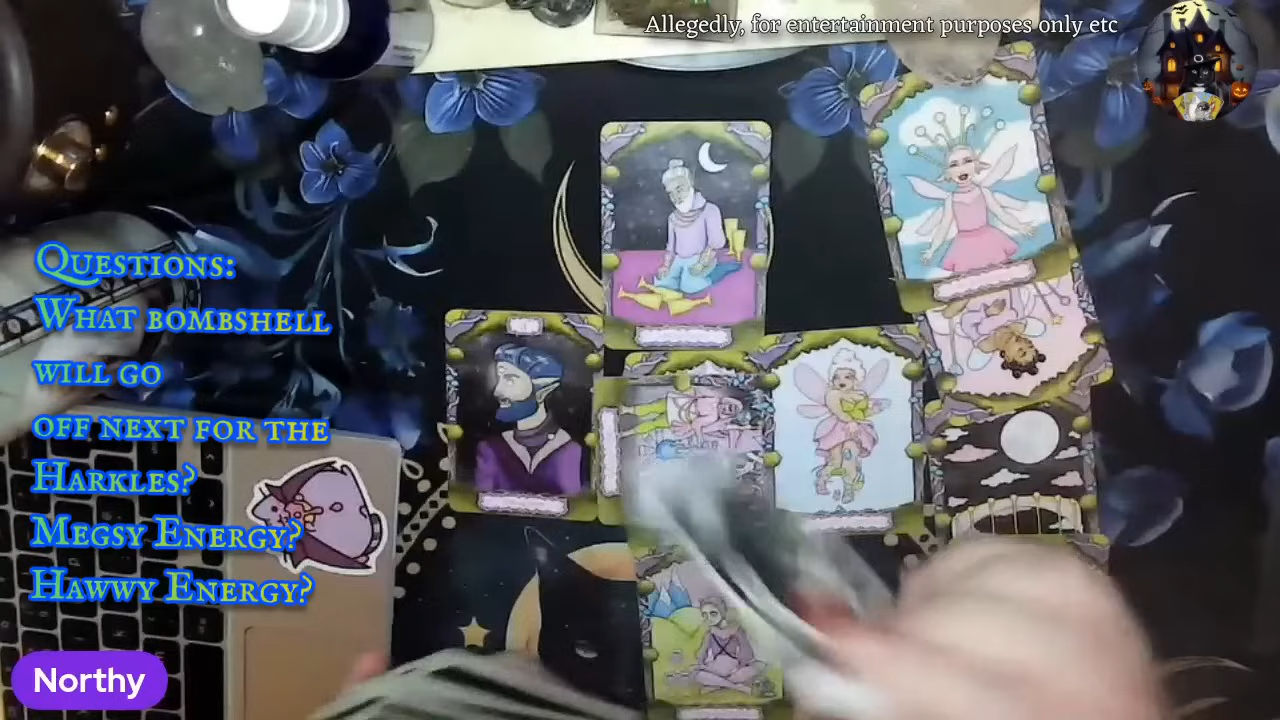 Allegedly, for entertainment purposes only etc
Questions:
What bombshell
will go
off next for the
Harkles?
Megsy Energy?
Hawwy Energy?
Northy